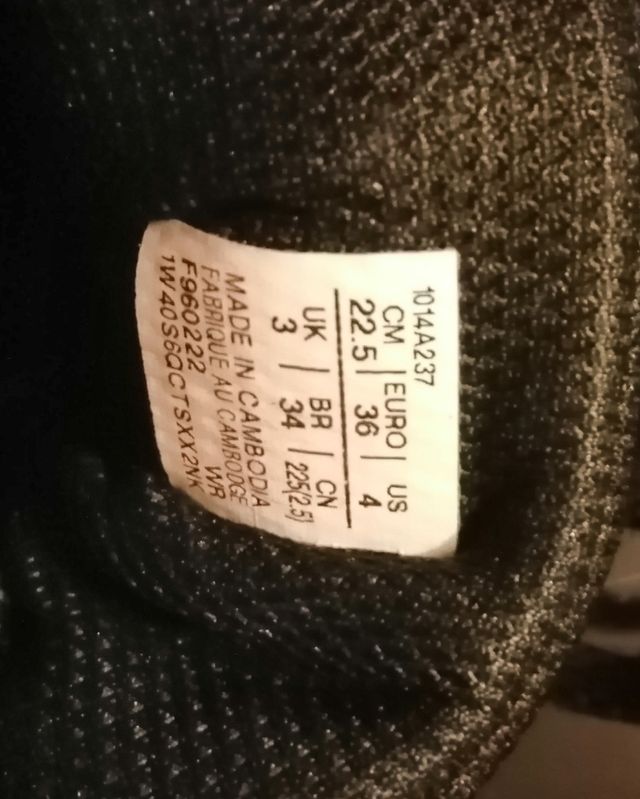 1014A237
CM | EURO | US
22.5 36 4
UK BR CN
3 | 34 | 225(2.5)
MADE IN CAMBODIA
FABRIQUE AU CAMBODGE
F960222 WR
1W40S6QCTSXX2NK